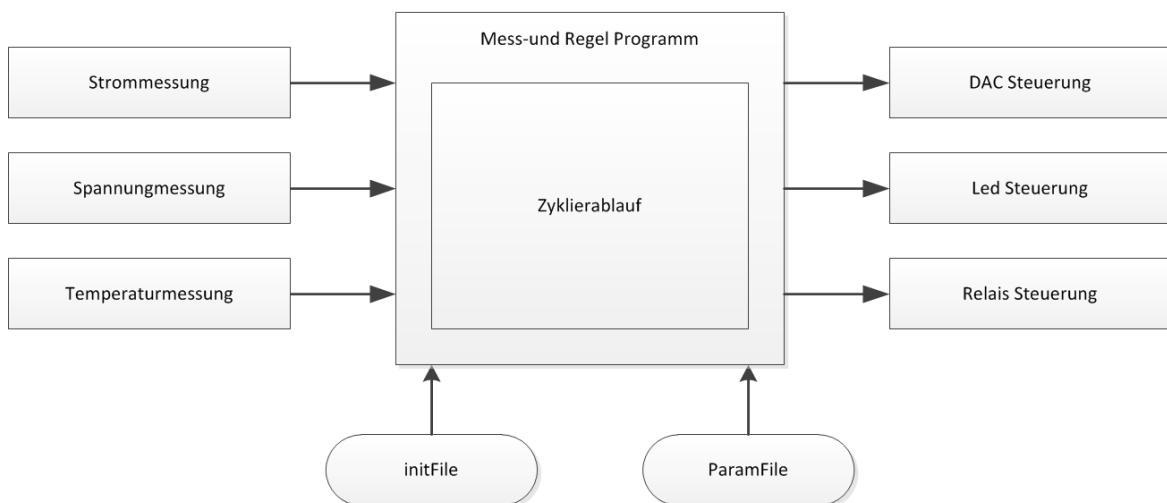 Mess-und Regel Programm
Strommessung
DAC Steuerung
Spannungmessung
Zyklierablauf
Led Steuerung
Temperaturmessung
Relais Steuerung
initFile
ParamFile